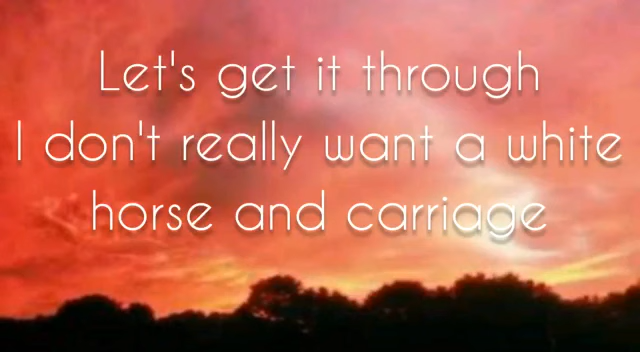 Let's get it through
I don't really want a white
horse and carriage